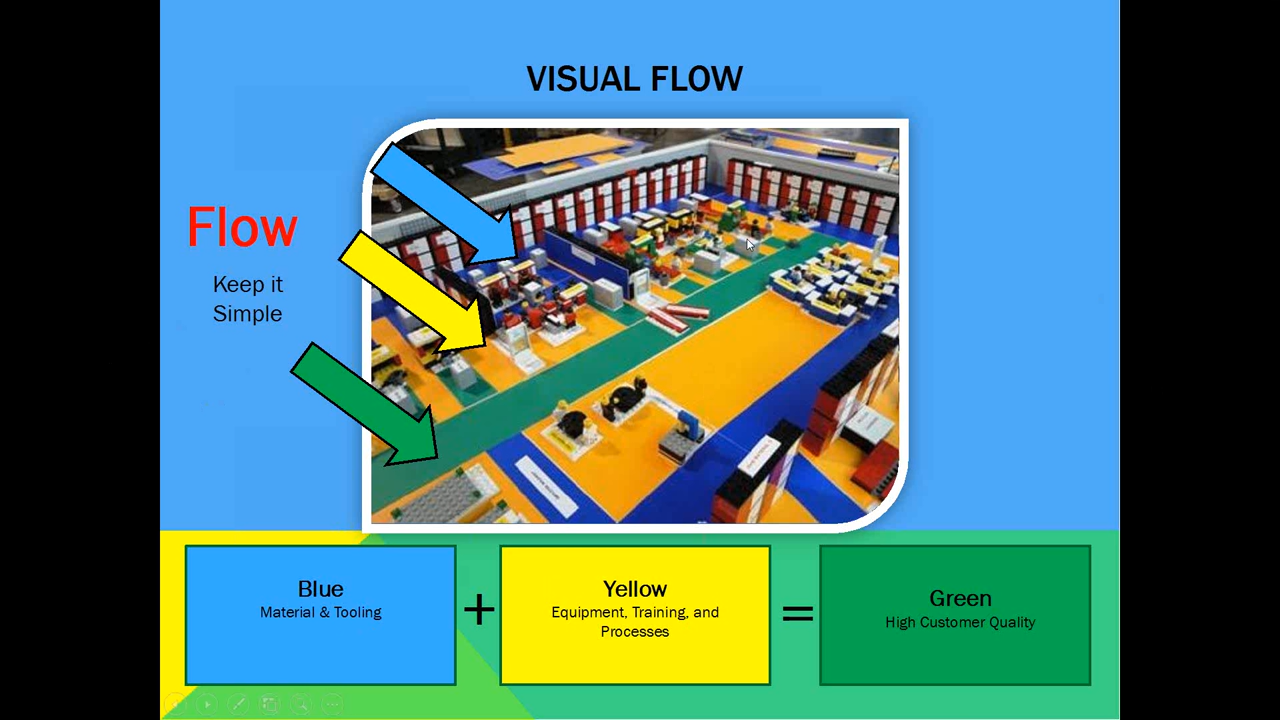 VISUAL FLOW
Flow
Keep it
Simple
Blue
Material & Tooling
+
Yellow
Equipment, Training, and
Processes
=
Green
High Customer Quality